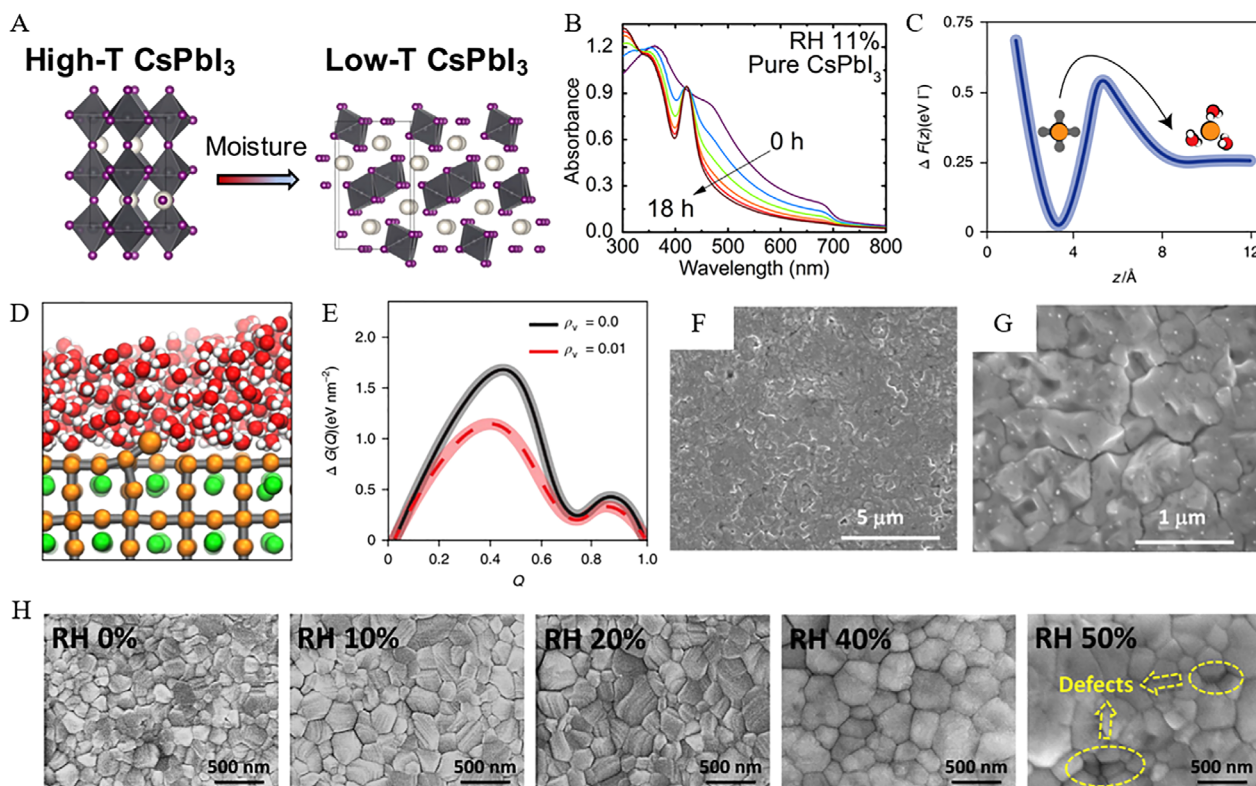 A
High-T CsPbI₃
Moisture
Low-T CsPbI₃
B
RH 11%
Pure CsPbI₃
0 h
18 h
Absorbance
1.2
0.9
0.6
0.3
0.0
300 400 500 600 700 800
Wavelength (nm)
C
Δ F(z)(eV l⁻)
0.75
0.50
0.25
0
0 4 8 12
z/Å
D
E
ρᵥ = 0.0
ρᵥ = 0.01
Δ G(Q)(eV nm⁻²)
2.0
1.5
1.0
0.5
0
0 0.2 0.4 0.6 0.8 1.0
Q
F
5 μm
G
1 μm
H
RH 0%
500 nm
RH 10%
500 nm
RH 20%
500 nm
RH 40%
500 nm
RH 50%
Defects
500 nm